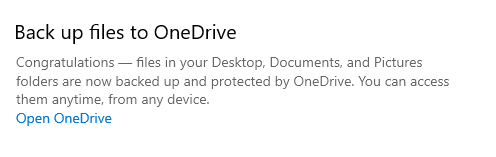 Back up files to OneDrive
Congratulations — files in your Desktop, Documents, and Pictures
folders are now backed up and protected by OneDrive. You can access
them anytime, from any device.
Open OneDrive